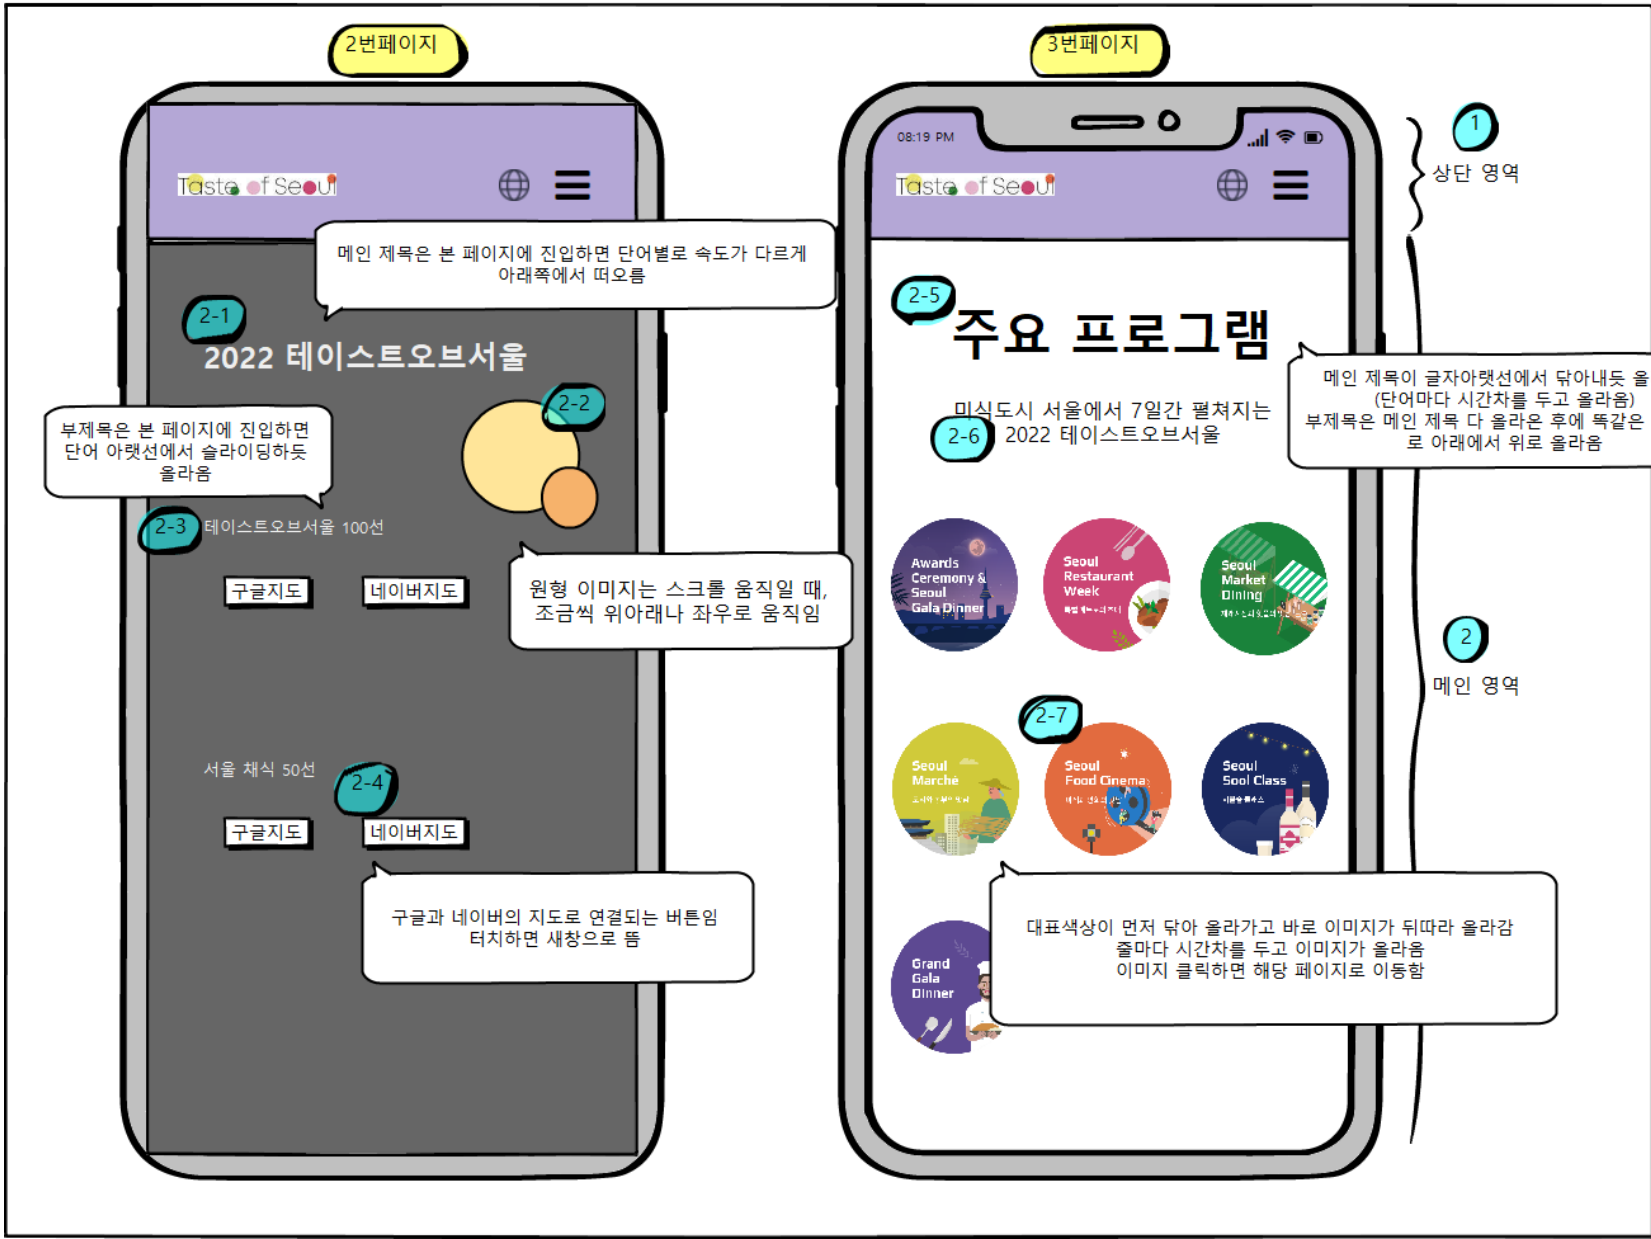 2번페이지
Taste of Seoul
메인 제목은 본 페이지에 진입하면 단어별로 속도가 다르게
아래쪽에서 떠오름
2-1
2022 테이스트오브서울
2-2
부제목은 본 페이지에 진입하면
단어 아랫선에서 슬라이딩하듯
올라옴
2-3
테이스트오브서울 100선
구글지도
네이버지도
원형 이미지는 스크롤 움직일 때,
조금씩 위아래나 좌우로 움직임
서울 채식 50선
2-4
구글지도
네이버지도
구글과 네이버의 지도로 연결되는 버튼임
터치하면 새창으로 뜸
3번페이지
08:19 PM
Taste of Seoul
1
상단 영역
2-5
주요 프로그램
메인 제목이 글자아랫선에서 닦아내듯 올
(단어마다 시간차를 두고 올라옴)
부제목은 메인 제목 다 올라온 후에 똑같은
로 아래에서 위로 올라옴
미식도시 서울에서 7일간 펼쳐지는
2-6
2022 테이스트오브서울
Awards
Ceremony &
Seoul
Gala Dinner
Seoul
Restaurant
Week
Seoul
Market
Dining
2
메인 영역
2-7
Seoul
Marché
Seoul
Food Cinema
Seoul
Sool Class
대표색상이 먼저 닦아 올라가고 바로 이미지가 뒤따라 올라감
줄마다 시간차를 두고 이미지가 올라옴
이미지 클릭하면 해당 페이지로 이동함
Grand
Gala
Dinner